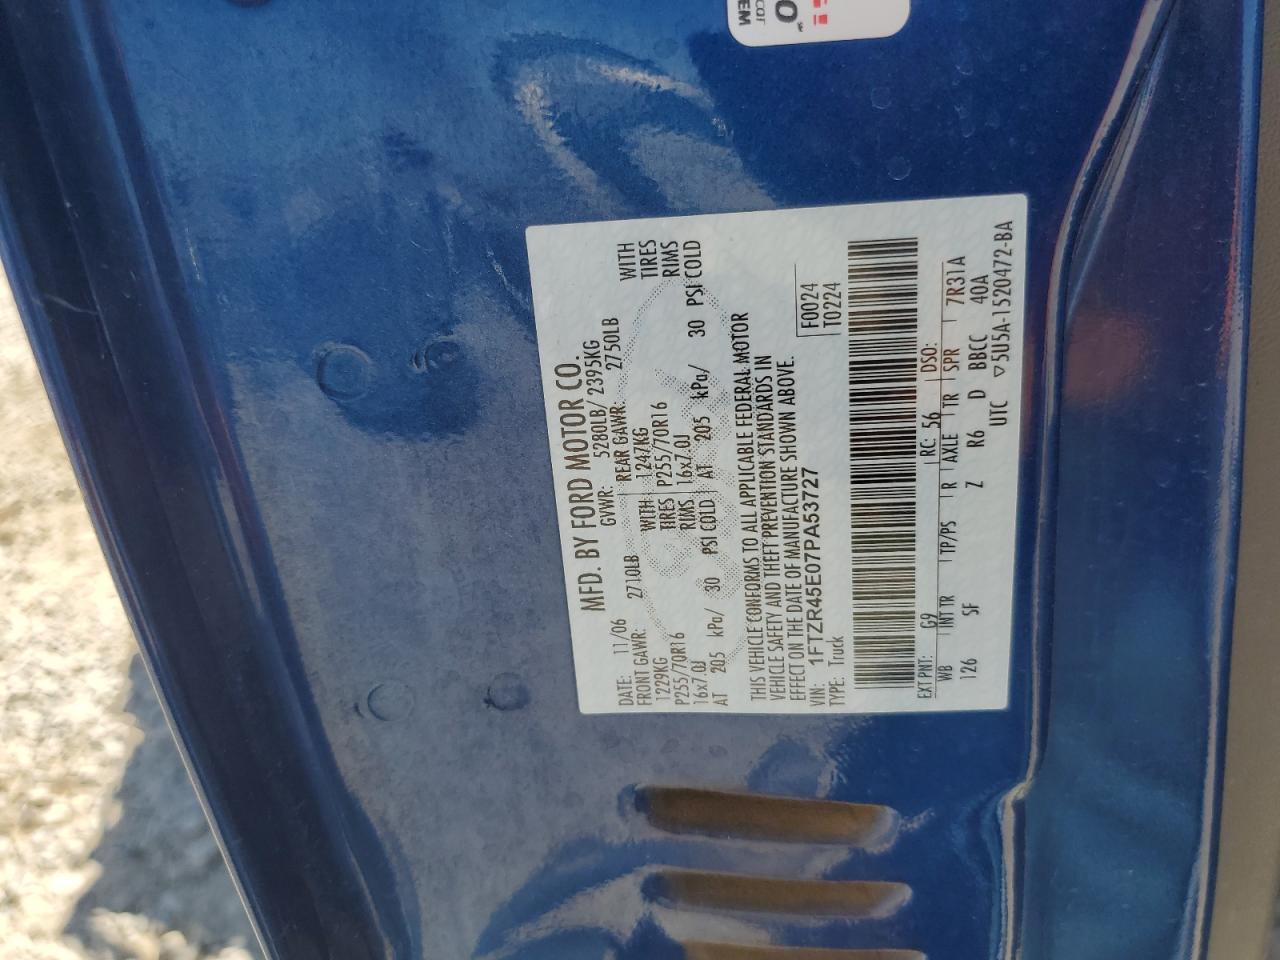 MFD. BY FORD MOTOR CO.
DATE: 11/06 GVWR: 5280LB/ 2395KG
FRONT GAWR: 2710LB REAR GAWR: 2750LB
1229KG WITH 1247KG WITH
P255/70R16 TIRES P255/70R16 TIRES
16x7.0J RIMS 16x7.0J RIMS
AT 205 kPa/ 30 PSI COLD AT 205 kPa/ 30 PSI COLD
THIS VEHICLE CONFORMS TO ALL APPLICABLE FEDERAL MOTOR
VEHICLE SAFETY AND THEFT PREVENTION STANDARDS IN
EFFECT ON THE DATE OF MANUFACTURE SHOWN ABOVE.
VIN: 1FTZR45E07PA53727 F0024
TYPE: Truck T0224
EXT PNT: G9 RC: 56 DSO:
WB INT TR TP/PS R AXLE TR SPR 7R31A
126 SF Z R6 D BBCC 40A
UTC ▽5U5A-1520472-BA